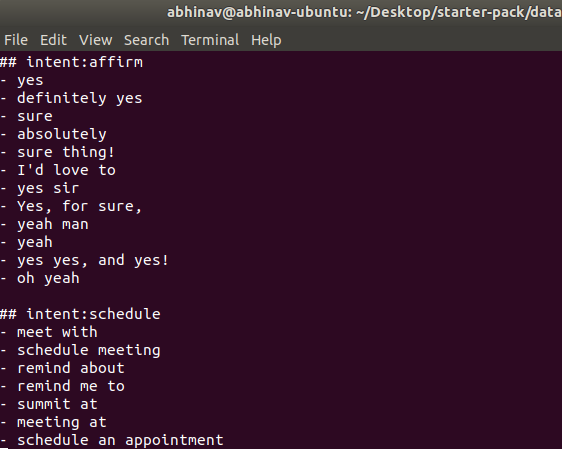 abhinav@abhinav-ubuntu: ~/Desktop/starter-pack/data
File Edit View Search Terminal Help
## intent:affirm
- yes
- definitely yes
- sure
- absolutely
- sure thing!
- I'd love to
- yes sir
- Yes, for sure,
- yeah man
- yeah
- yes yes, and yes!
- oh yeah

## intent:schedule
- meet with
- schedule meeting
- remind about
- remind me to
- summit at
- meeting at
- schedule an appointment